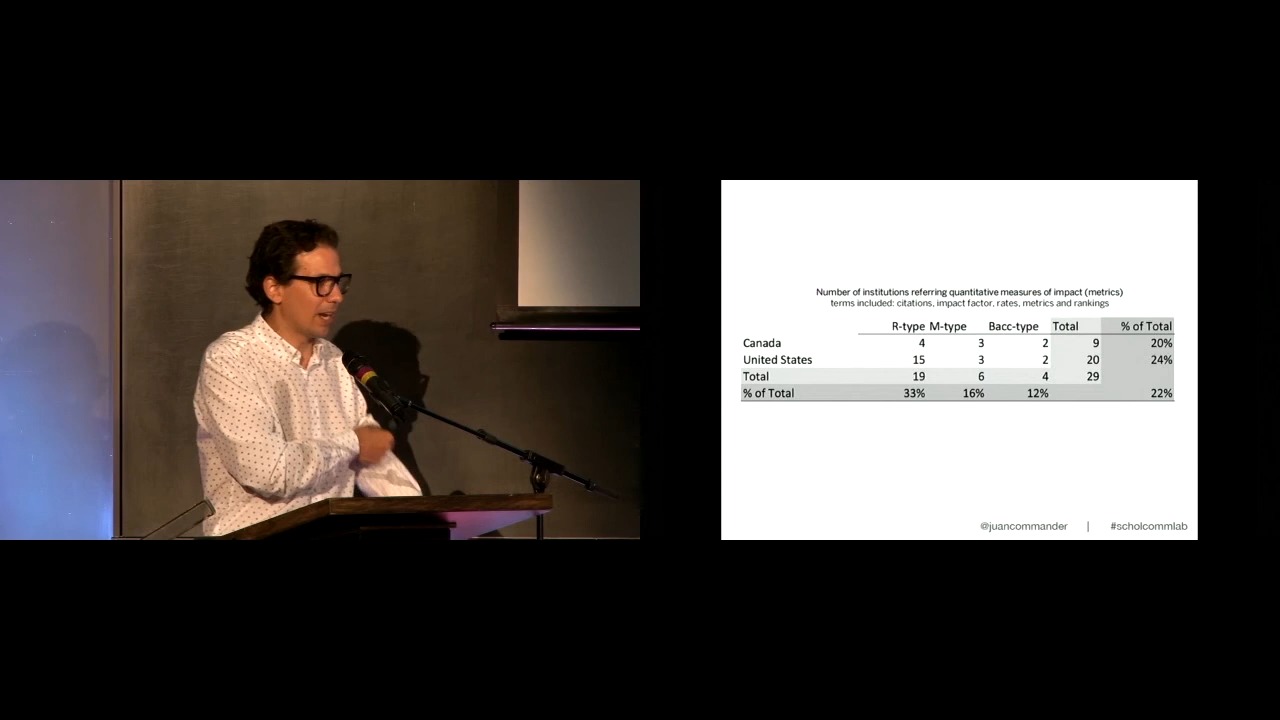 Number of institutions referring quantitative measures of impact (metrics)
terms included: citations, impact factor, rates, metrics and rankings
R-type M-type Bacc-type Total % of Total
Canada 4 3 2 9 20%
United States 15 3 2 20 24%
Total 19 6 4 29
% of Total 33% 16% 12% 22%
@juancommander | #scholcommlab